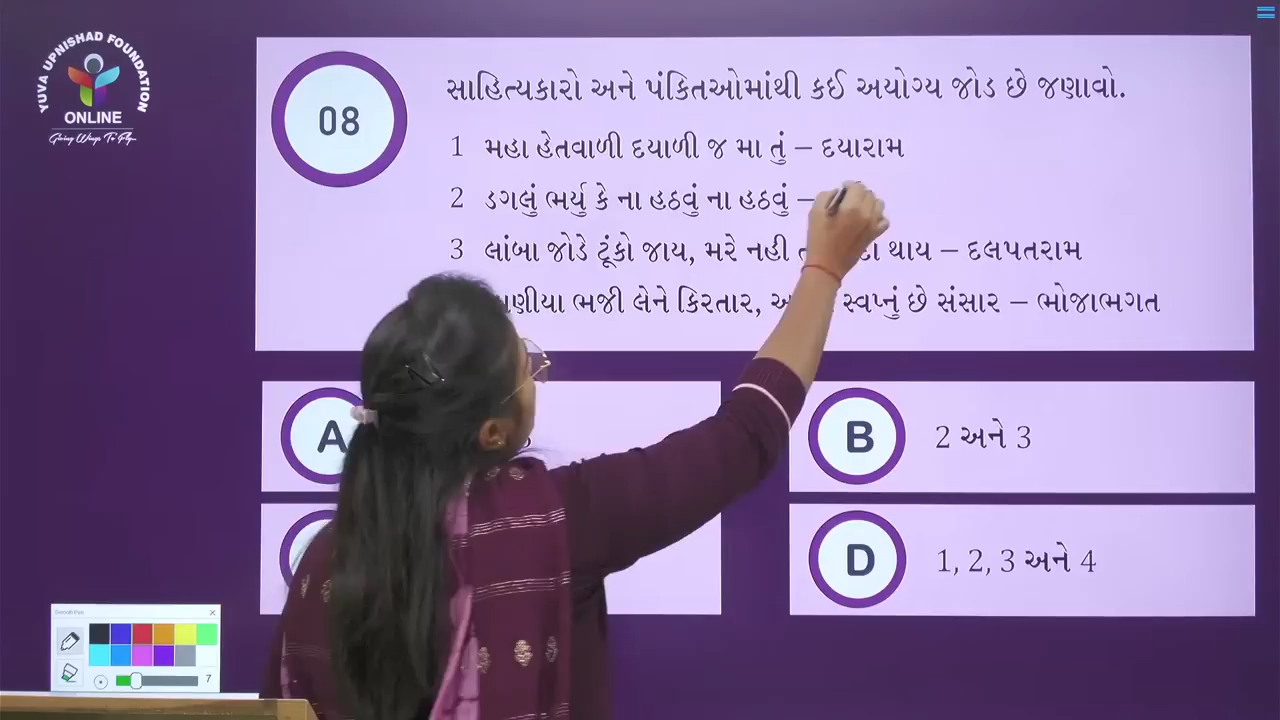 YUVA UPNISHAD FOUNDATION
ONLINE
Giving Wings To Fly
08
સાહિત્યકારો અને પંકિતઓમાંથી કઈ અયોગ્ય જોડ છે જણાવો.
1 મહા હેતવાળી દયાળી જ મા તું – દયારામ
2 ડગલું ભર્યુ કે ના હઠવું ના હઠવું –
3 લાંબા જોડે ટૂંકો જાય, મરે નહી થાય – દલપતરામ
ભજી લેને કિરતાર, સ્વપ્નું છે સંસાર – ભોજાભગત
A
B 2 અને 3
D 1, 2, 3 અને 4
Smooth Pen
7